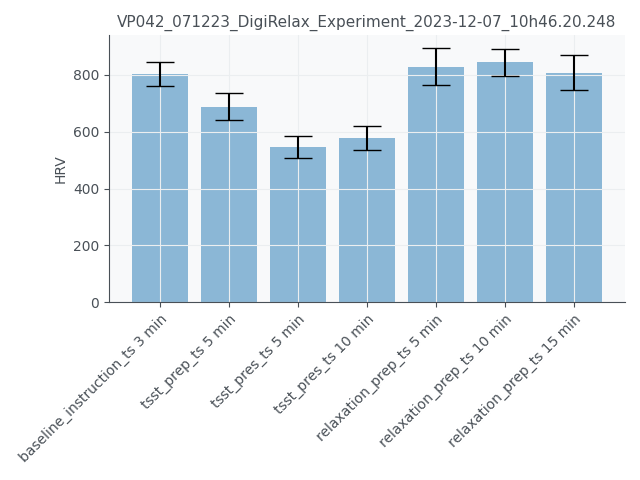 VP042_071223_DigiRelax_Experiment_2023-12-07_10h46.20.248
HRV
800
600
400
200
0
baseline_instruction_ts 3 min
tsst_prep_ts 5 min
tsst_pres_ts 5 min
tsst_pres_ts 10 min
relaxation_prep_ts 5 min
relaxation_prep_ts 10 min
relaxation_prep_ts 15 min